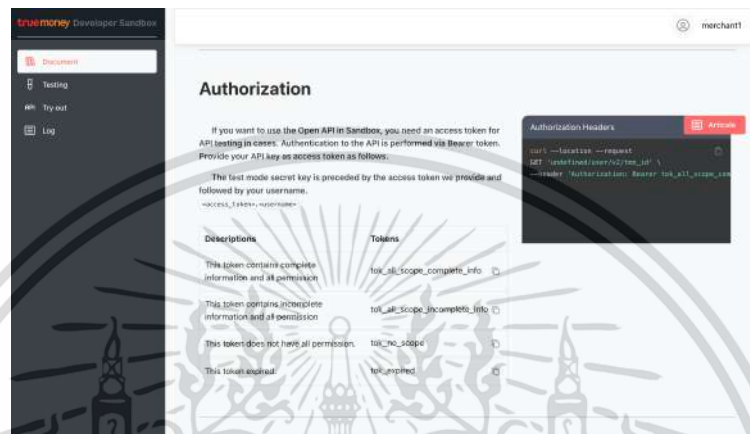 truemoney Developer Sandbox
merchant1
Document
Testing
API Try out
Log
Authorization
If you want to use the Open API in Sandbox, you need an access token for
API testing in cases. Authentication to the API is performed via Bearer token.
Provide your API key as access token as follows.
The test mode secret key is preceded by the access token we provide and
followed by your username.
<access_token>.<username>
Authorization Headers
Articale
curl --location --request
GET 'undefined/user/v2/tmn_id' \
--header 'Authorization: Bearer tok_all_scope_com
Descriptions Tokens
This token contains complete
information and all permission
tok_all_scope_complete_info
This token contains incomplete
information and all permission
tok_all_scope_incomplete_info
This token does not have all permission. tok_no_scope
This token expired. tok_expired